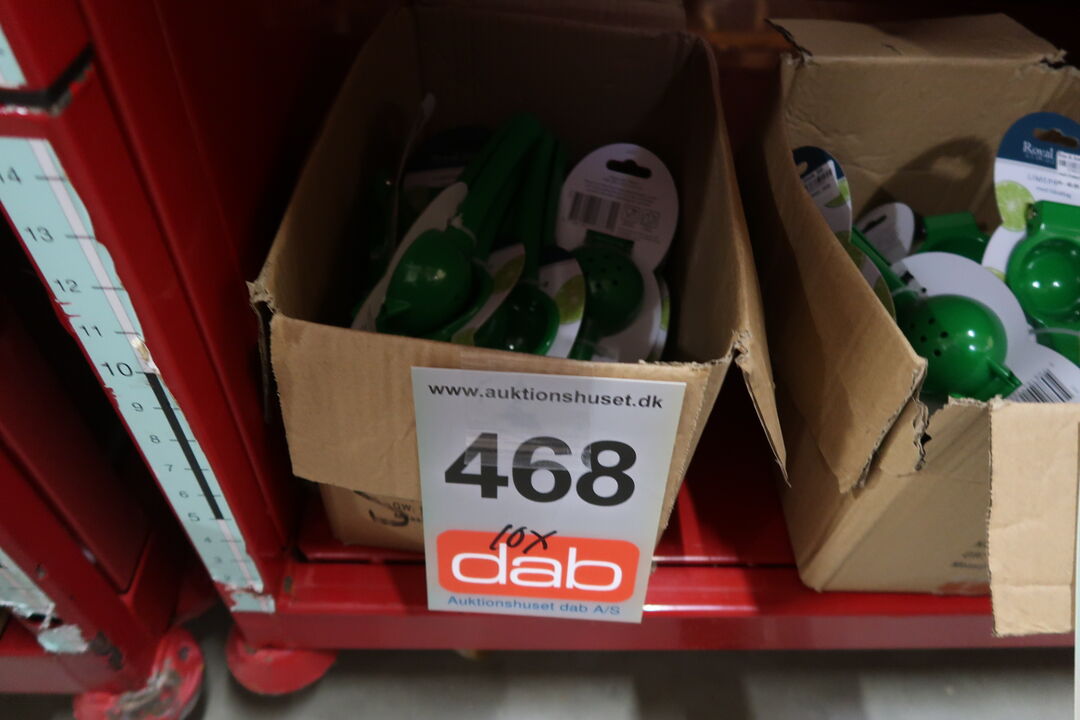 14
13
12
11
10
9
8
7
6
5
4
3
www.auktionshuset.dk
468
10X
dab
Auktionshuset dab A/S
Royal